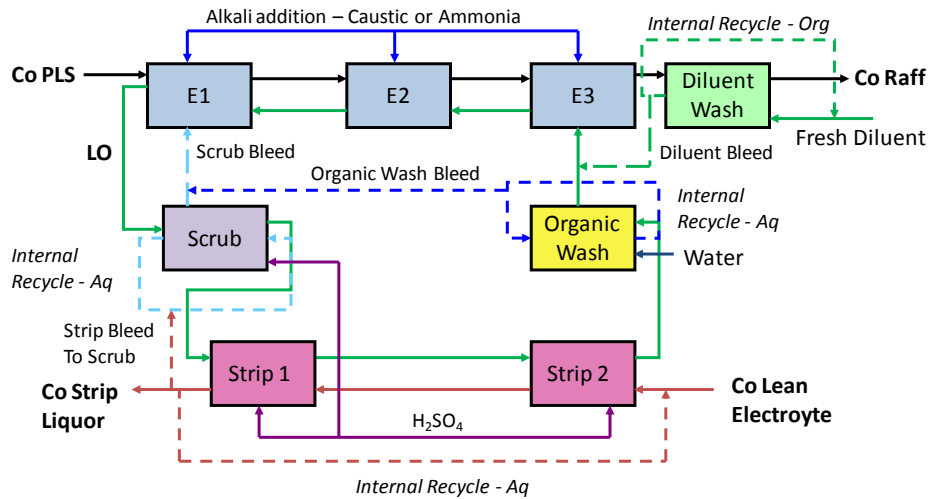 Alkali addition – Caustic or Ammonia
Internal Recycle - Org
Co PLS
E1
E2
E3
Diluent
Wash
Co Raff
Fresh Diluent
LO
Scrub Bleed
Diluent Bleed
Organic Wash Bleed
Scrub
Organic
Wash
Internal
Recycle - Aq
Water
Internal
Recycle - Aq
Strip Bleed
To Scrub
Strip 1
Strip 2
Co Strip
Liquor
Co Lean
Electroyte
H₂SO₄
Internal Recycle - Aq